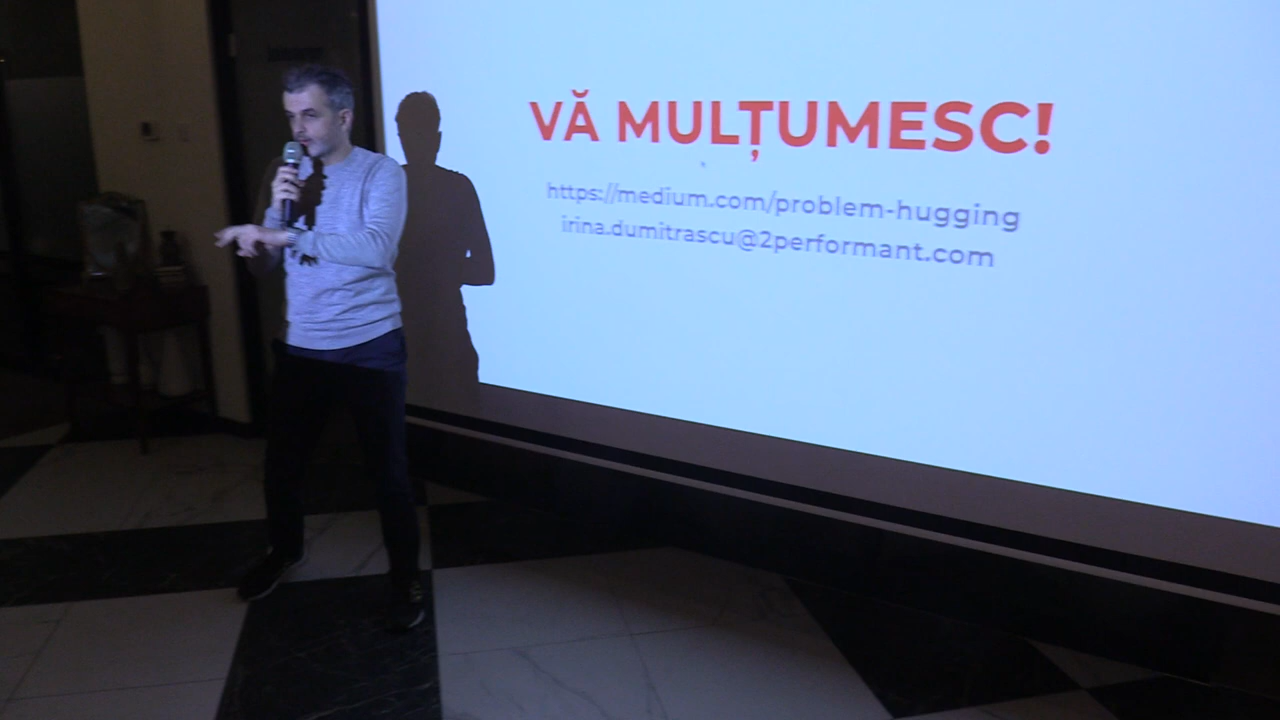 VĂ MULȚUMESC!
https://medium.com/problem-hugging
irina.dumitrascu@2performant.com